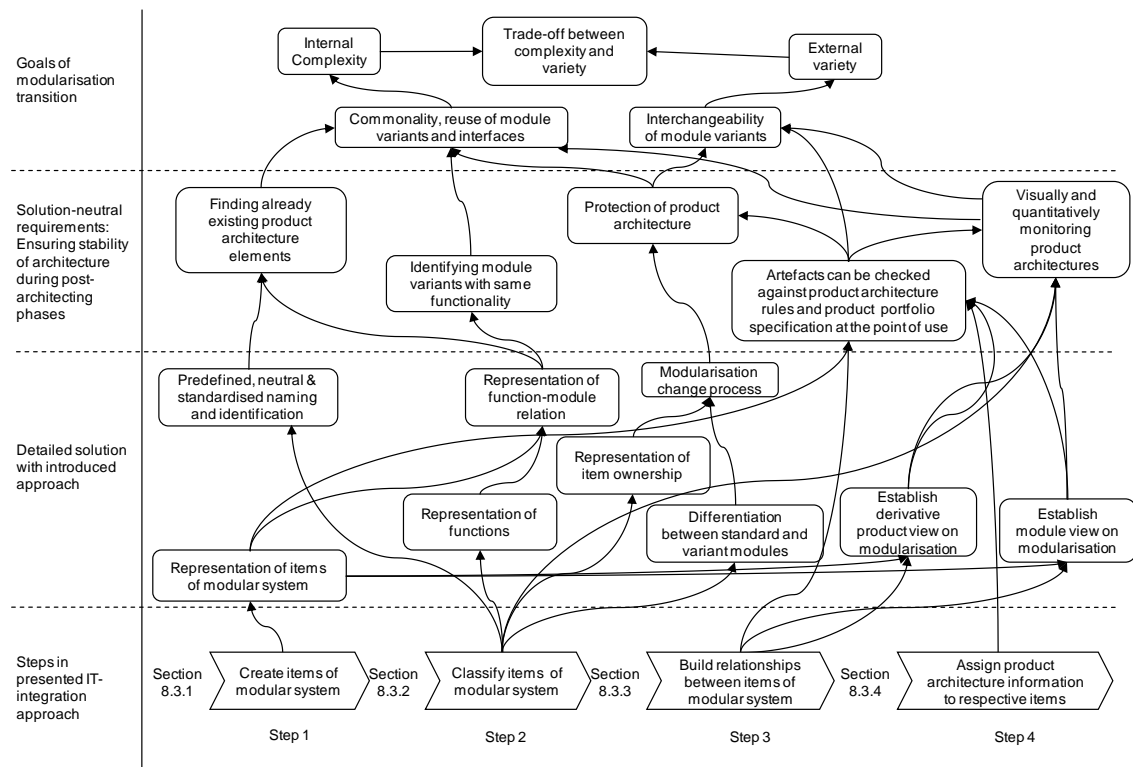 Goals of
modularisation
transition
Internal
Complexity
Trade-off between
complexity and
variety
External
variety
Commonality, reuse of module
variants and interfaces
Interchangeability
of module variants
Solution-neutral
requirements:
Ensuring stability
of architecture
during post-
architecting
phases
Finding already
existing product
architecture
elements
Identifying module
variants with same
functionality
Protection of product
architecture
Artefacts can be checked
against product architecture
rules and product portfolio
specification at the point of use
Visually and
quantitatively
monitoring
product
architectures
Detailed solution
with introduced
approach
Predefined, neutral &
standardised naming
and identification
Representation of
function-module
relation
Modularisation
change process
Representation of
item ownership
Representation
of functions
Differentiation
between standard and
variant modules
Establish
derivative
product view on
modularisation
Establish
module view on
modularisation
Representation of items
of modular system
Steps in
presented IT-
integration
approach
Section
8.3.1
Create items of
modular system
Section
8.3.2
Classify items of
modular system
Section
8.3.3
Build relationships
between items of
modular system
Section
8.3.4
Assign product
architecture information
to respective items
Step 1
Step 2
Step 3
Step 4